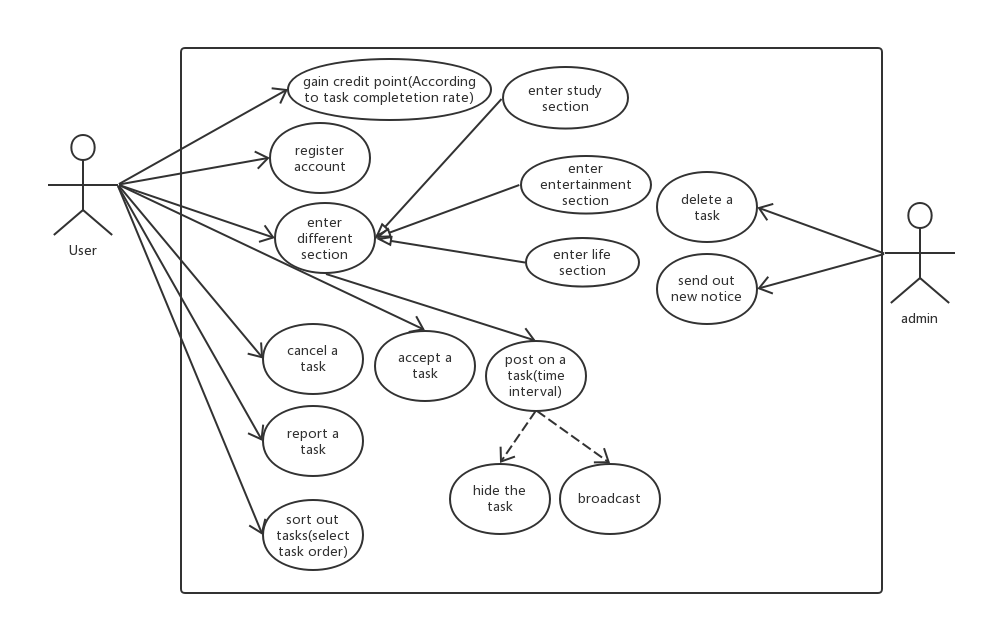 gain credit point(According
to task completetion rate)
enter study
section
register
account
enter
entertainment
section
delete a
task
enter
different
section
User
enter life
section
send out
new notice
admin
cancel a
task
accept a
task
post on a
task(time
interval)
report a
task
hide the
task
broadcast
sort out
tasks(select
task order)